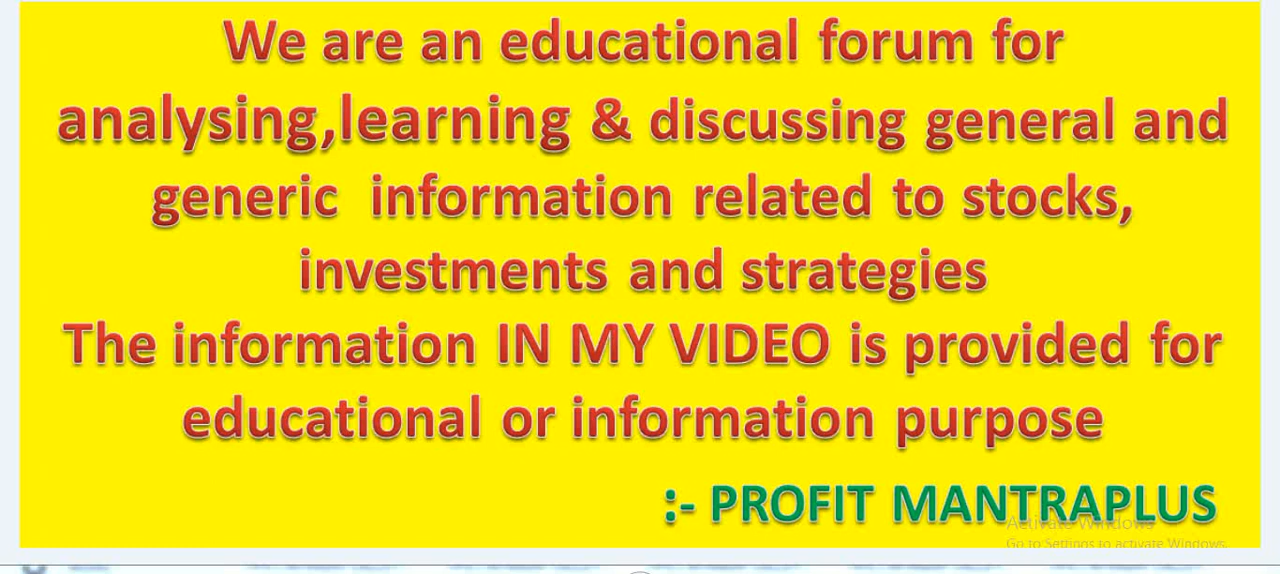 We are an educational forum for
analysing,learning & discussing general and
generic information related to stocks,
investments and strategies
The information IN MY VIDEO is provided for
educational or information purpose
:- PROFIT MANTRAPLUS
Activate Windows
Go to Settings to activate Windows.